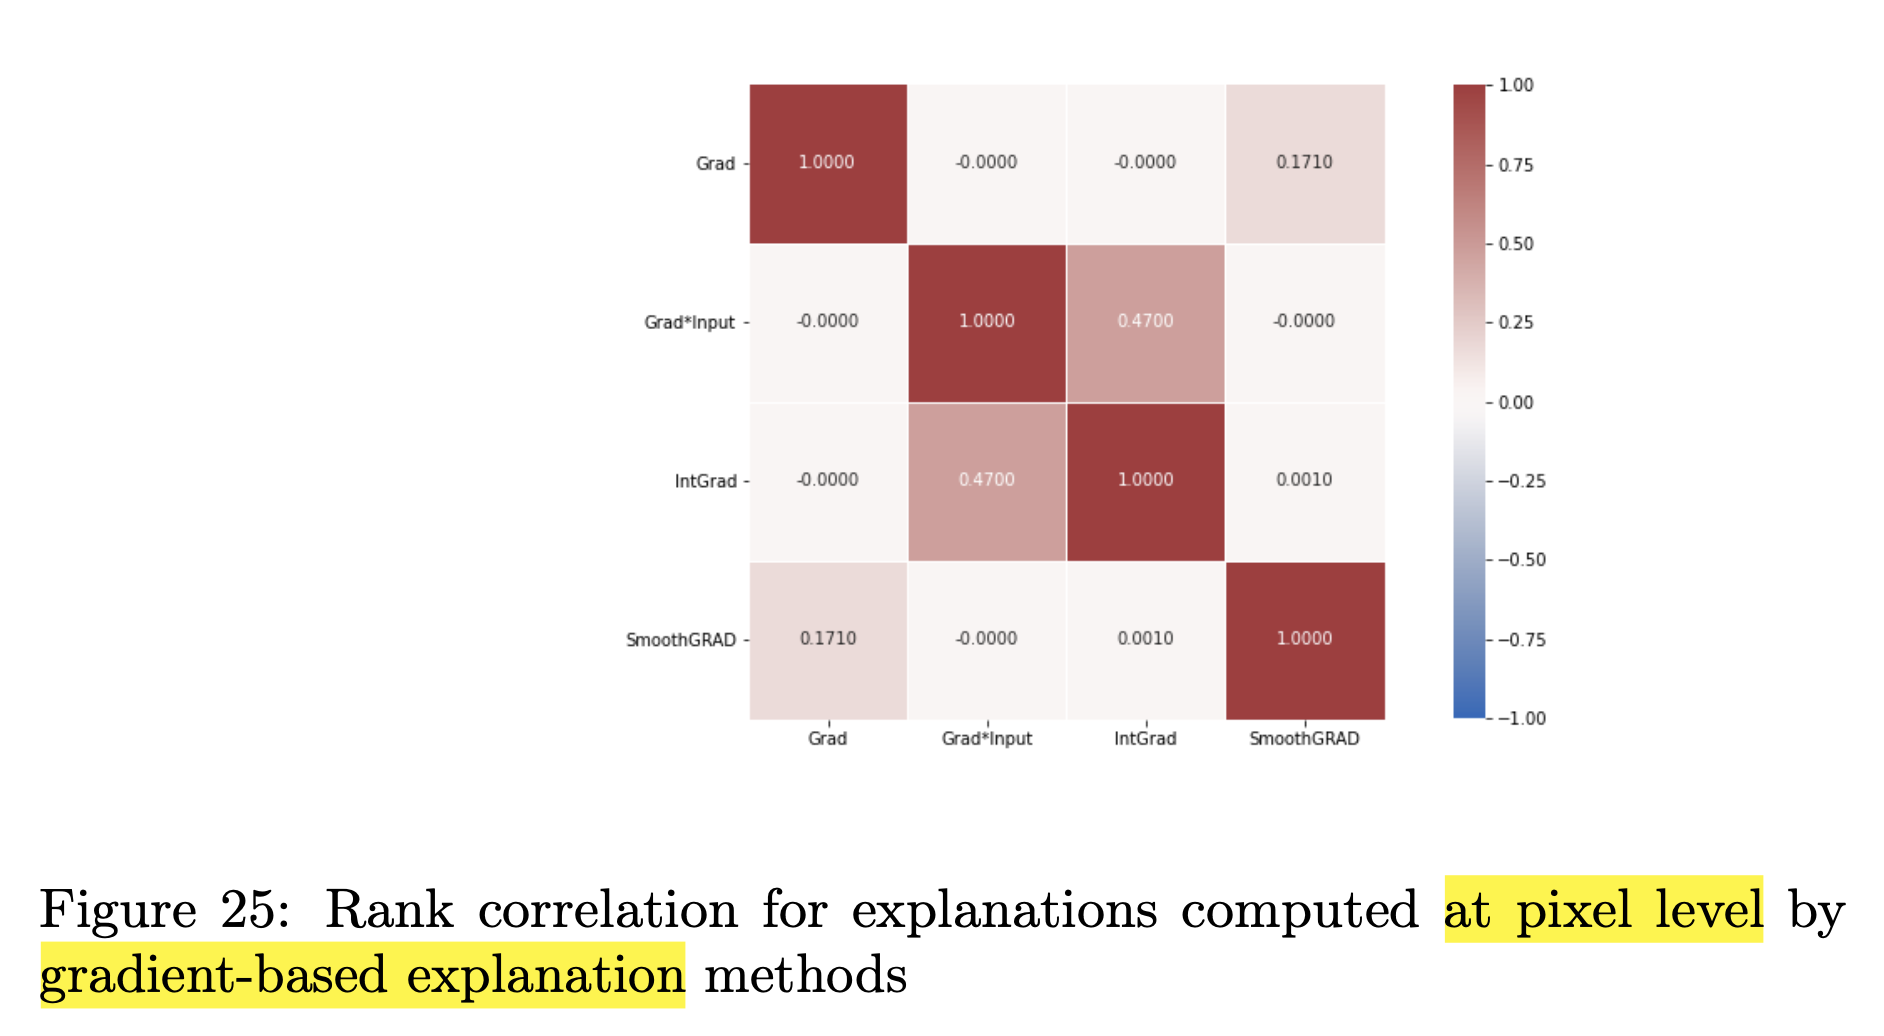 1.00
Grad 1.0000 -0.0000 -0.0000 0.1710
0.75
0.50
Grad*Input -0.0000 1.0000 0.4700 -0.0000
0.25
0.00
IntGrad -0.0000 0.4700 1.0000 0.0010
−0.25
−0.50
SmoothGRAD 0.1710 -0.0000 0.0010 1.0000
−0.75
−1.00
Grad Grad*Input IntGrad SmoothGRAD
Figure 25: Rank correlation for explanations computed at pixel level by
gradient-based explanation methods